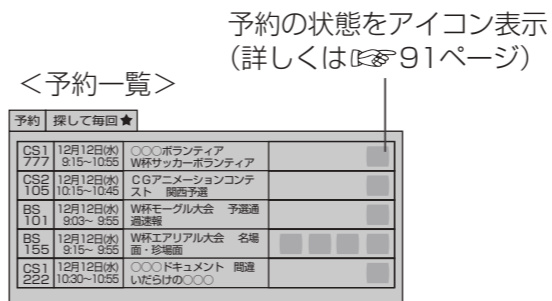 予約の状態をアイコン表示
(詳しくは☞91ページ)
<予約一覧>
予約 探して毎回★
CS1 12月12日(水) ○○○ボランティア
777 9:15~10:55 W杯サッカーボランティア
CS2 12月12日(水) CGアニメーションコンテ
105 10:15~10:45 スト 関西予選
BS 12月12日(水) W杯モーグル大会 予選通
101 9:03~ 9:55 過速報
BS 12月12日(水) W杯エアリアル大会 名場
155 9:15~ 9:55 面・珍場面
CS1 12月12日(水) ○○○ドキュメント 間違
222 10:30~10:55 いだらけの○○○